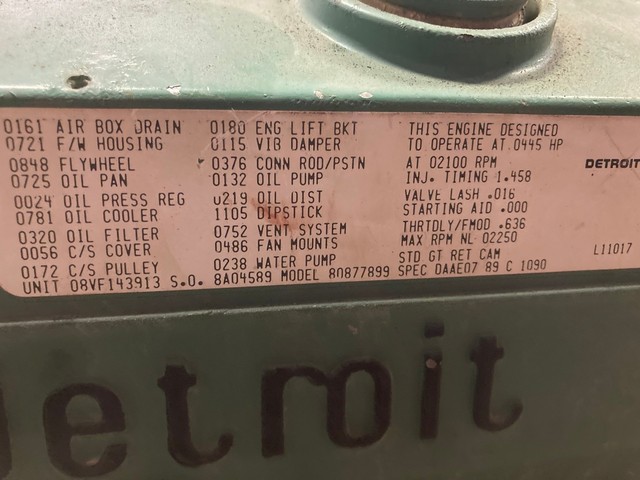 0161 AIR BOX DRAIN 0180 ENG LIFT BKT THIS ENGINE DESIGNED
0721 F/W HOUSING 0115 VIB DAMPER TO OPERATE AT 0445 HP
0848 FLYWHEEL 0376 CONN ROD/PSTN AT 02100 RPM DETROIT
0725 OIL PAN 0132 OIL PUMP INJ. TIMING 1.458
0024 OIL PRESS REG 0219 OIL DIST VALVE LASH .016
0781 OIL COOLER 1105 DIPSTICK STARTING AID .000
0320 OIL FILTER 0752 VENT SYSTEM THRTDLY/FMOD .636
0056 C/S COVER 0486 FAN MOUNTS MAX RPM NL 02250
0172 C/S PULLEY 0238 WATER PUMP STD GT RET CAM L11017
UNIT 08VF143913 S.O. 8A04589 MODEL 80877899 SPEC DAAE07 89 C 1090
Detroit